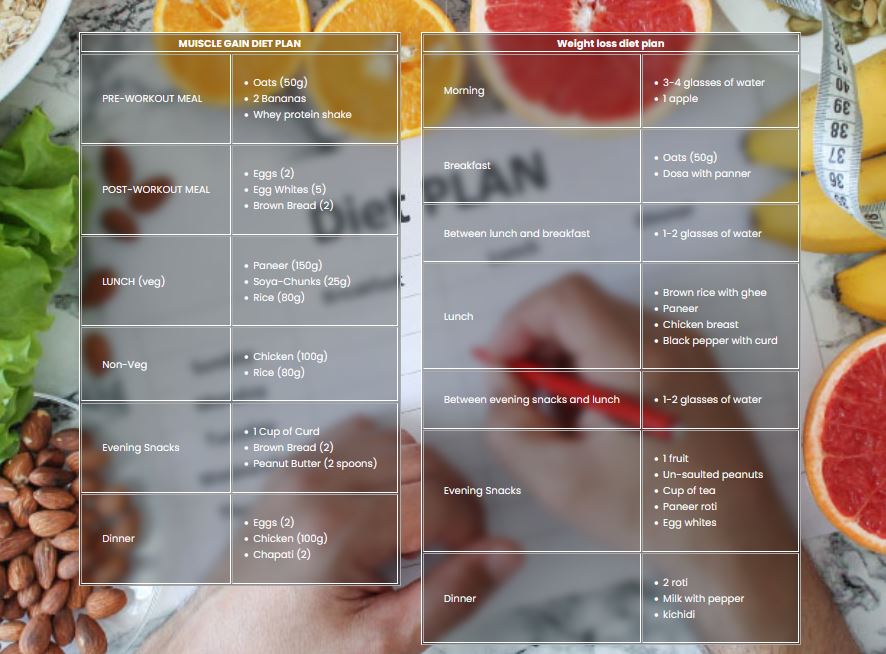 MUISCLE GAIN DIET PLAN
PRE-WORKOUT MEAL
Oats (50g)
2 Bananas
Whey protein shake
POST-WORKOUT MEAL
Eggs (2)
Egg Whites (5)
Brown Bread (2)
LUNCH (veg)
Paneer (150g)
Soya-Chunks (25g)
Rice (80g)
Non-Veg
Chicken (100g)
Rice (80g)
Evening Snacks
1 Cup of Curd
Brown Bread (2)
Peanut Butter (2 spoons)
Dinner
Eggs (2)
Chicken (100g)
Chapati (2)
Weight loss diet plan
Morning
3-4 glasses of water
1 apple
Breakfast
Oats (50g)
Dosa with panner
Between lunch and breakfast
1-2 glasses of water
Lunch
Brown rice with ghee
Paneer
Chicken breast
Black pepper with curd
Between evening snacks and lunch
1-2 glasses of water
Evening Snacks
1 fruit
Un-saulted peanuts
Cup of tea
Paneer roti
Egg whites
Dinner
2 roti
Milk with pepper
kichidi
Diet PLAN
Breakfast
40
39
38
37
36